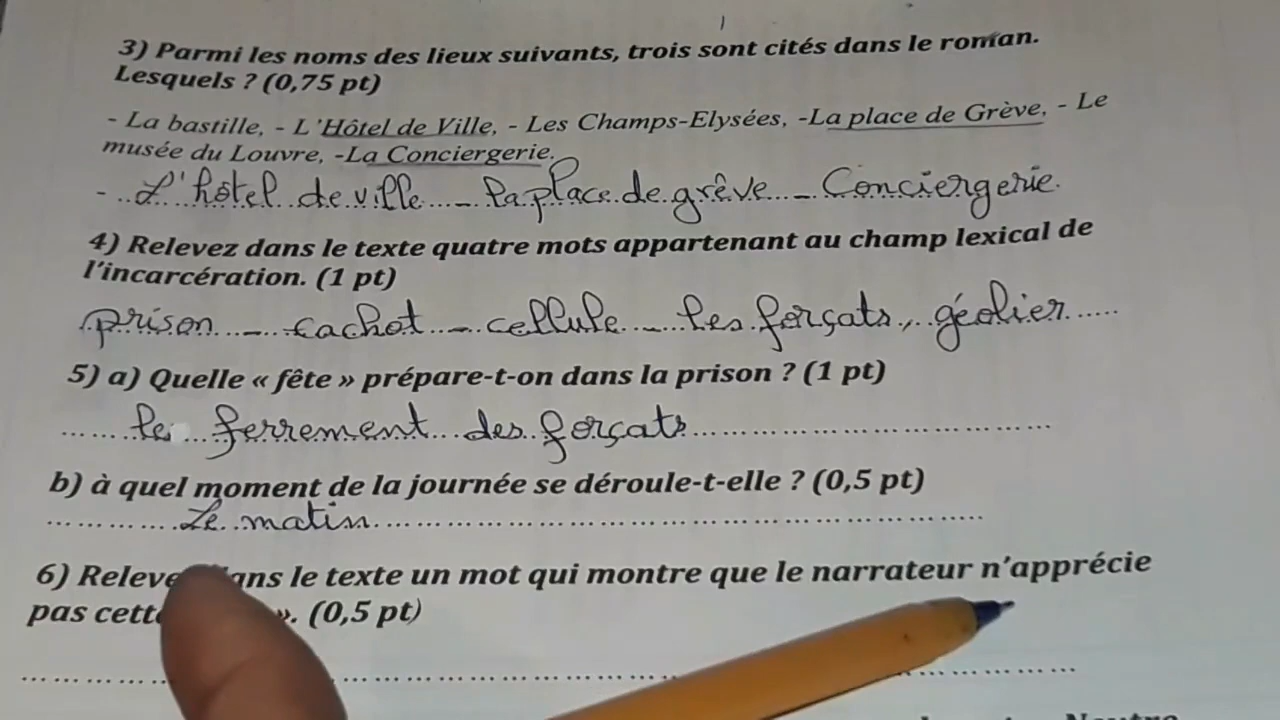 3) Parmi les noms des lieux suivants, trois sont cités dans le roman.
Lesquels ? (0,75 pt)
- La bastille, - L'Hôtel de Ville, - Les Champs-Elysées, -La place de Grève, - Le
musée du Louvre, -La Conciergerie.
- .. L'hôtel de ville ... – la place de grêve ... – Conciergerie.
4) Relevez dans le texte quatre mots appartenant au champ lexical de
l'incarcération. (1 pt)
prison ... – cachot ... – cellule ... – les forçats, géolier ......
5) a) Quelle « fête » prépare-t-on dans la prison ? (1 pt)
...... le ... ferrement des forçats ......................................
b) à quel moment de la journée se déroule-t-elle ? (0,5 pt)
............ Le matin ............................................................
6) dans le texte un mot qui montre que le narrateur n'apprécie
pas ». (0,5 pt)